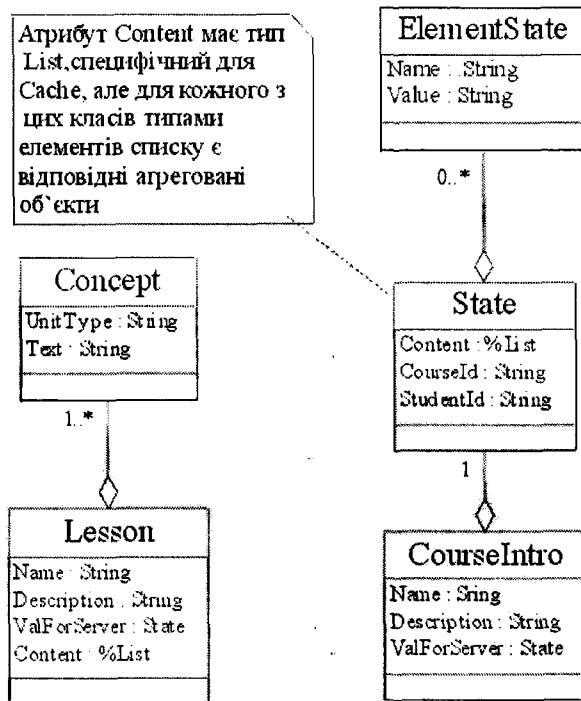 Атрибут Content має тип
List,специфічний для
Cache, але для кожного з
цих класів типами
елементів списку є
відповідні агреговані
об`єкти
ElementState
Name : .String
Value : String
0..*
State
Content : %List
CourseId : String
StudentId : String
1
CourseIntro
Name : Sring
Description : String
ValForServer : State
Concept
UnitType : String
Text : String
1..*
Lesson
Name : String
Description : String
ValForServer : State
Content : %List